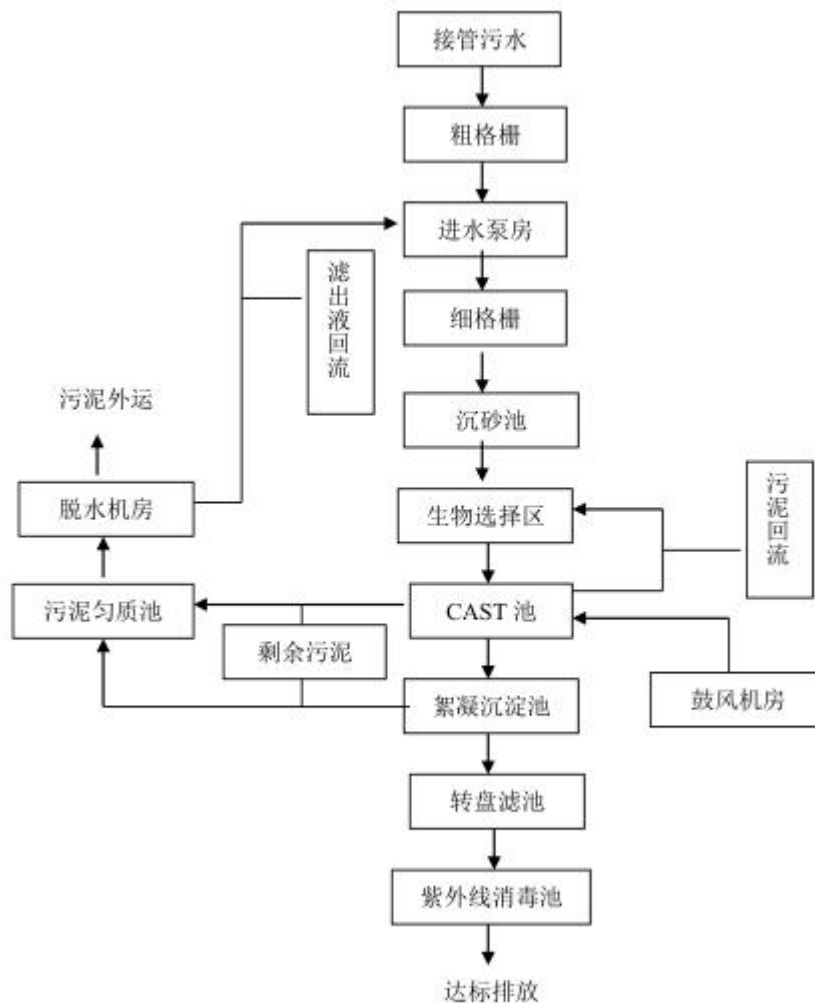 接管污水
粗格栅
进水泵房
滤出液回流
细格栅
污泥外运
沉砂池
脱水机房
生物选择区
污泥回流
污泥匀质池
CAST 池
剩余污泥
絮凝沉淀池
鼓风机房
转盘滤池
紫外线消毒池
达标排放